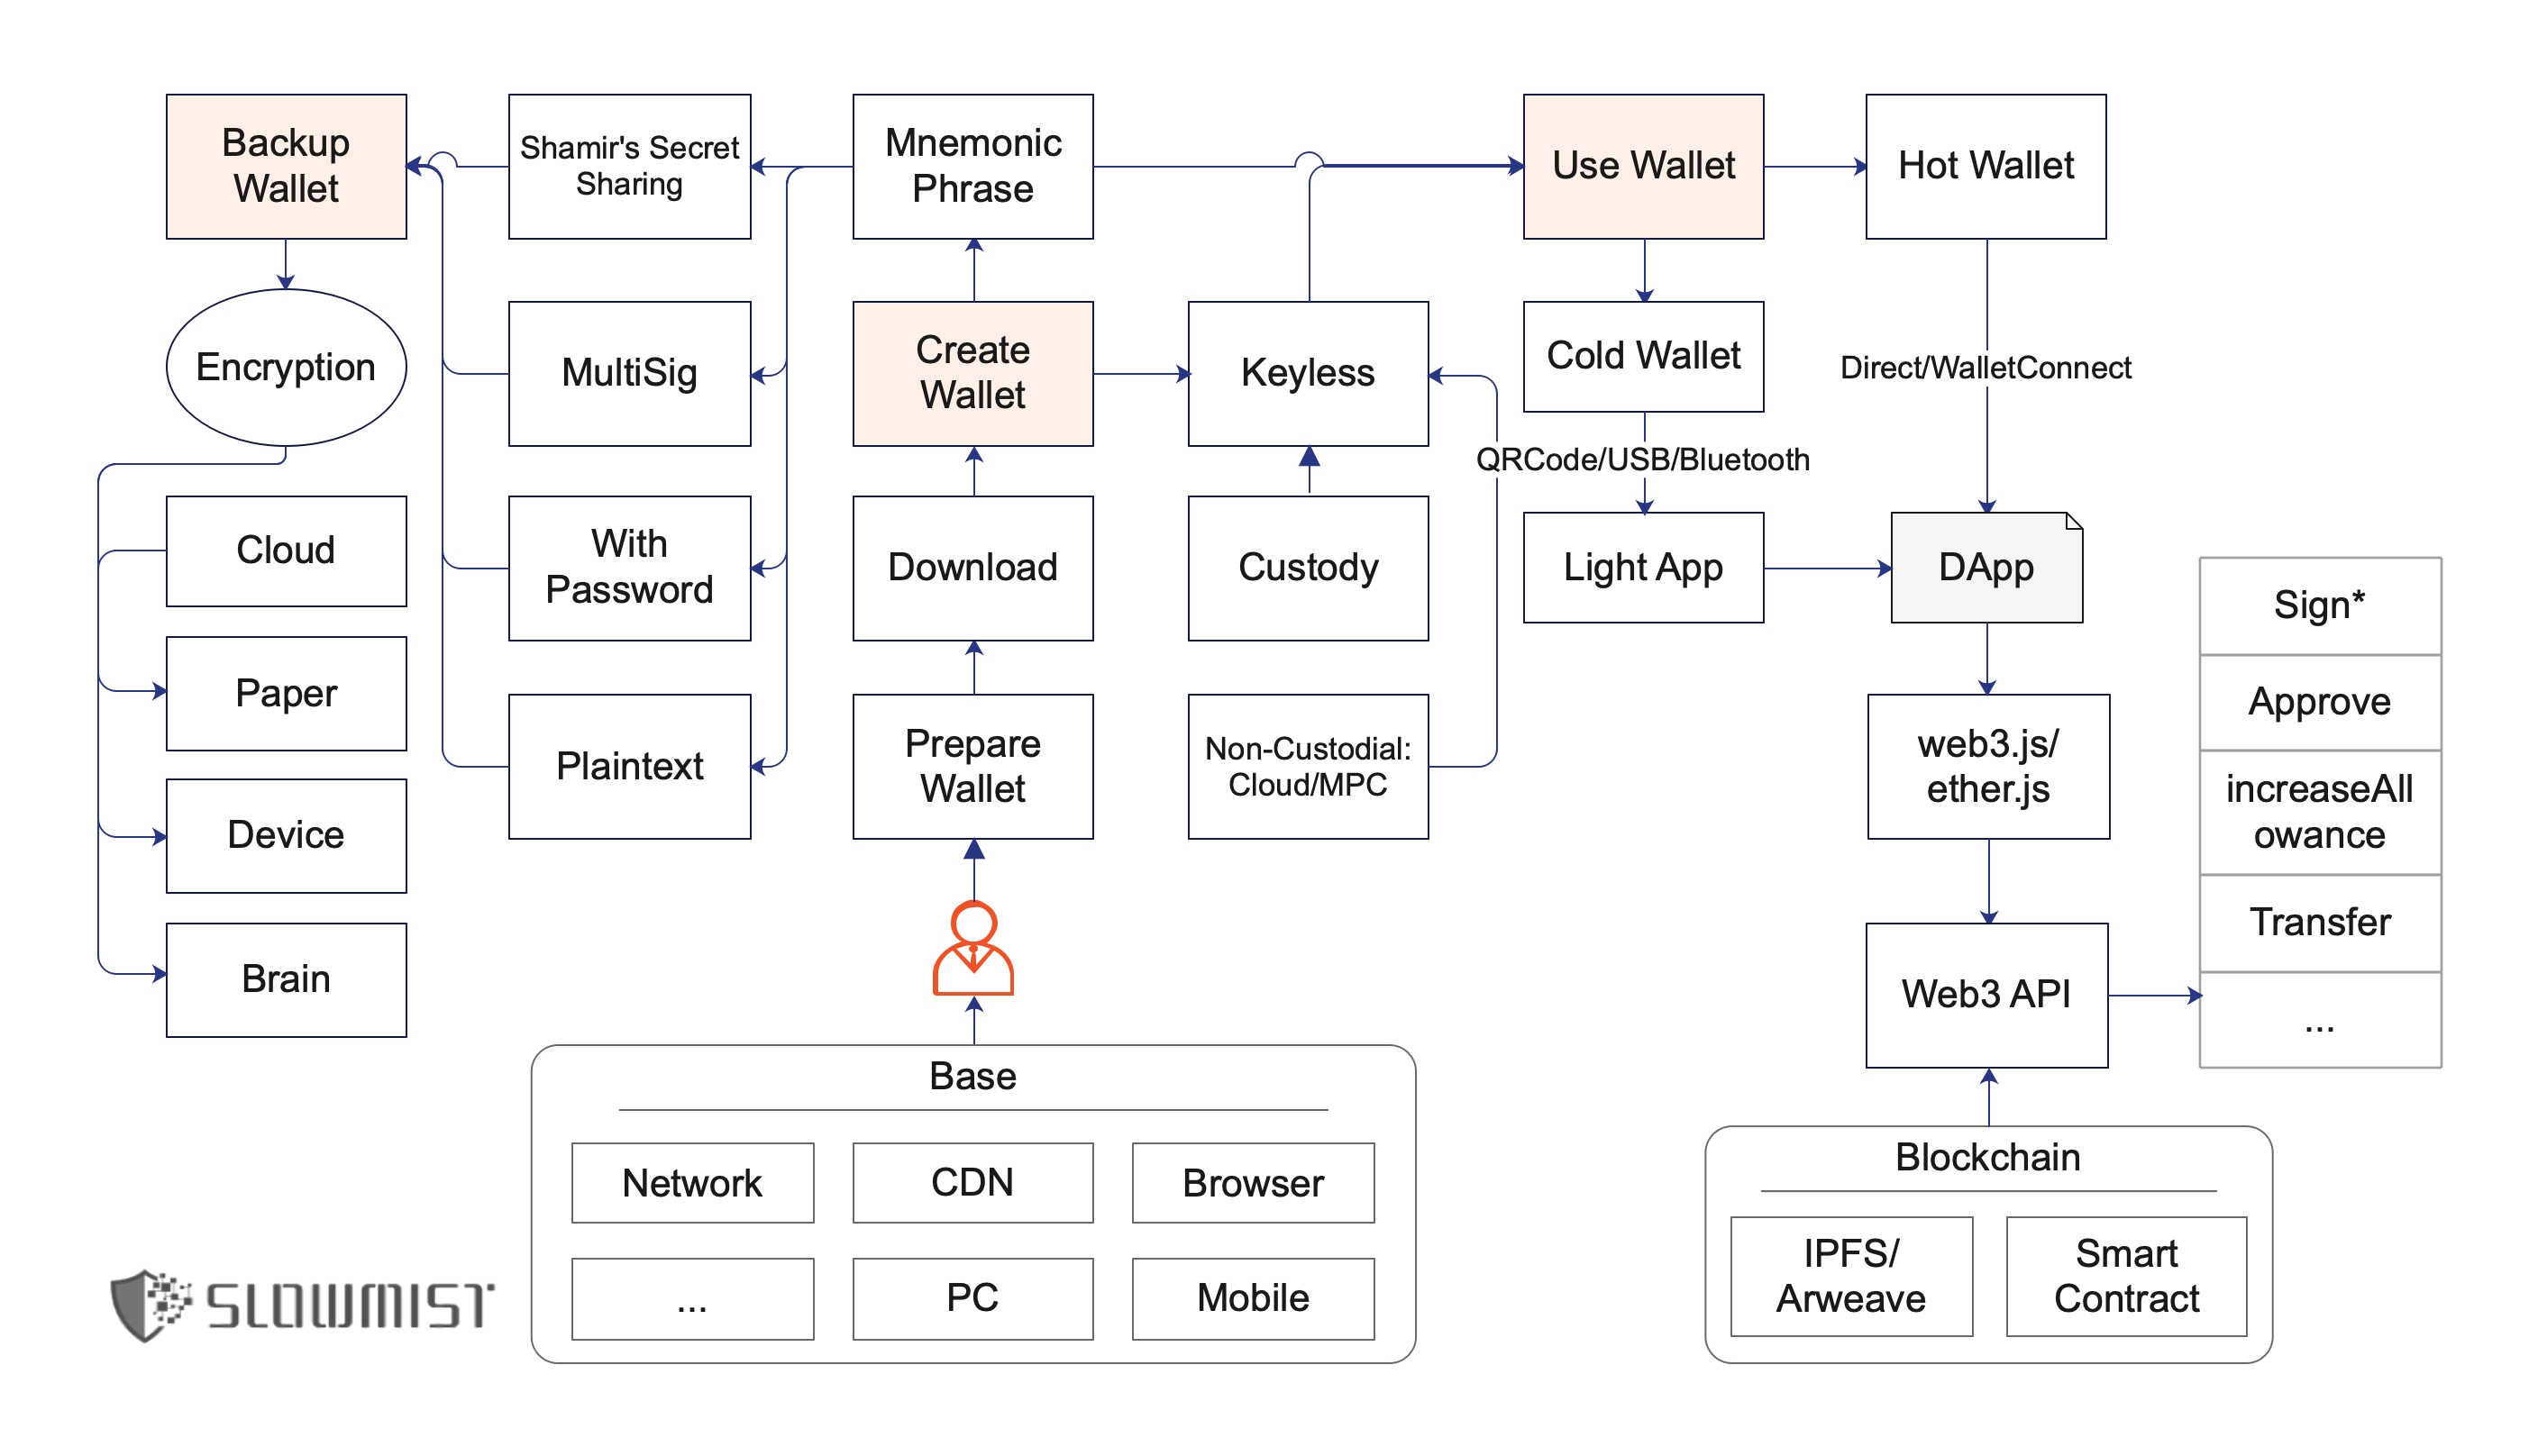 Backup
Wallet
Shamir's Secret
Sharing
Mnemonic
Phrase
Use Wallet
Hot Wallet
Encryption
MultiSig
Create
Wallet
Keyless
Cold Wallet
Direct/WalletConnect
QRCode/USB/Bluetooth
Cloud
With
Password
Download
Custody
Light App
DApp
Sign*
Paper
Plaintext
Prepare
Wallet
Non-Custodial:
Cloud/MPC
web3.js/
ether.js
Approve
increaseAll
owance
Device
Transfer
Brain
Web3 API
...
Base
Network
CDN
Browser
...
PC
Mobile
Blockchain
IPFS/
Arweave
Smart
Contract
SLOWMIST